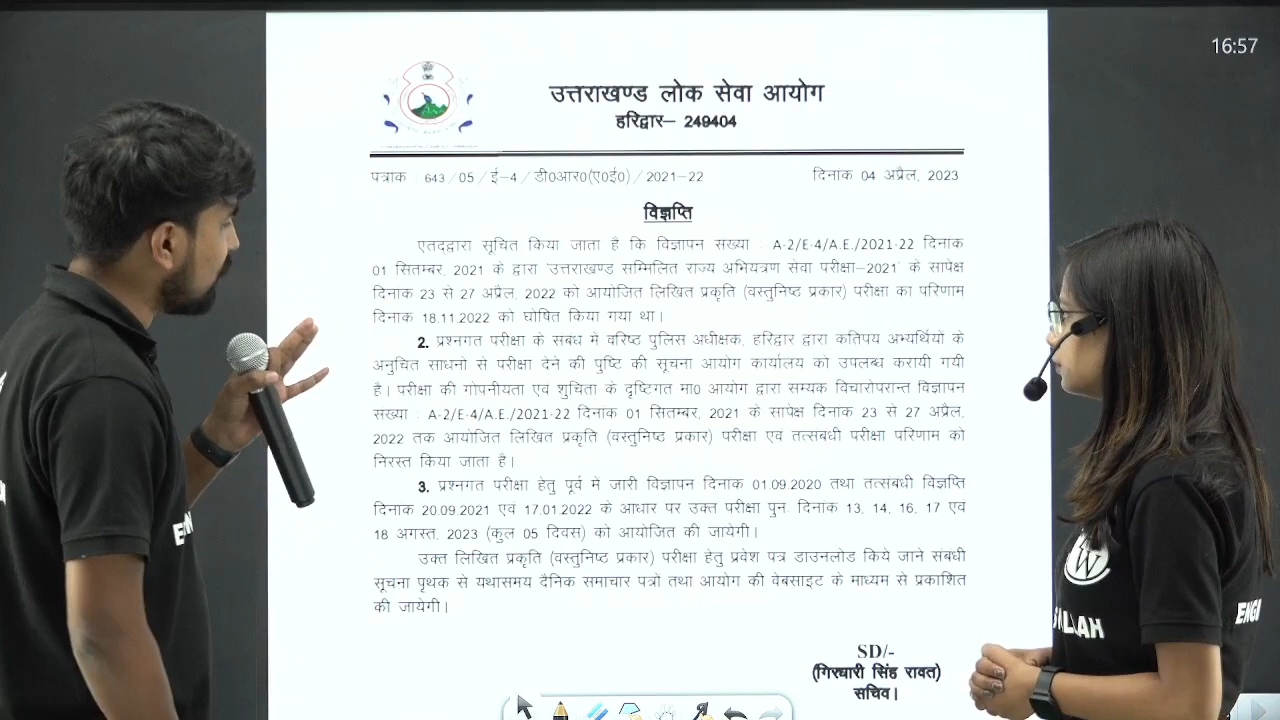 16:57
उत्तराखण्ड लोक सेवा आयोग
हरिद्वार– 249404
पत्रांक : 643/05/ई–4/डी0आर0(ए0ई0)/2021–22 दिनांक 04 अप्रैल, 2023
विज्ञप्ति
एतद्द्वारा सूचित किया जाता है कि विज्ञापन संख्या : A-2/E-4/A.E./2021-22 दिनांक
01 सितम्बर, 2021 के द्वारा 'उत्तराखण्ड सम्मिलित राज्य अभियंत्रण सेवा परीक्षा–2021' के सापेक्ष
दिनांक 23 से 27 अप्रैल, 2022 को आयोजित लिखित प्रकृति (वस्तुनिष्ठ प्रकार) परीक्षा का परिणाम
दिनांक 18.11.2022 को घोषित किया गया था।
2. प्रश्नगत परीक्षा के संबंध में वरिष्ठ पुलिस अधीक्षक, हरिद्वार द्वारा कतिपय अभ्यर्थियों के
अनुचित साधनों से परीक्षा देने की पुष्टि की सूचना आयोग कार्यालय को उपलब्ध करायी गयी
है। परीक्षा की गोपनीयता एवं शुचिता के दृष्टिगत मा0 आयोग द्वारा सम्यक विचारोपरान्त विज्ञापन
संख्या : A-2/E-4/A.E./2021-22 दिनांक 01 सितम्बर, 2021 के सापेक्ष दिनांक 23 से 27 अप्रैल,
2022 तक आयोजित लिखित प्रकृति (वस्तुनिष्ठ प्रकार) परीक्षा एवं तत्संबंधी परीक्षा परिणाम को
निरस्त किया जाता है।
3. प्रश्नगत परीक्षा हेतु पूर्व में जारी विज्ञापन दिनांक 01.09.2020 तथा तत्संबंधी विज्ञप्ति
दिनांक 20.09.2021 एवं 17.01.2022 के आधार पर उक्त परीक्षा पुनः दिनांक 13, 14, 16, 17 एवं
18 अगस्त, 2023 (कुल 05 दिवस) को आयोजित की जायेगी।
उक्त लिखित प्रकृति (वस्तुनिष्ठ प्रकार) परीक्षा हेतु प्रवेश पत्र डाउनलोड किये जाने संबंधी
सूचना पृथक से यथासमय दैनिक समाचार पत्रों तथा आयोग की वेबसाइट के माध्यम से प्रकाशित
की जायेगी।
SD/-
(गिरधारी सिंह रावत)
सचिव।
W